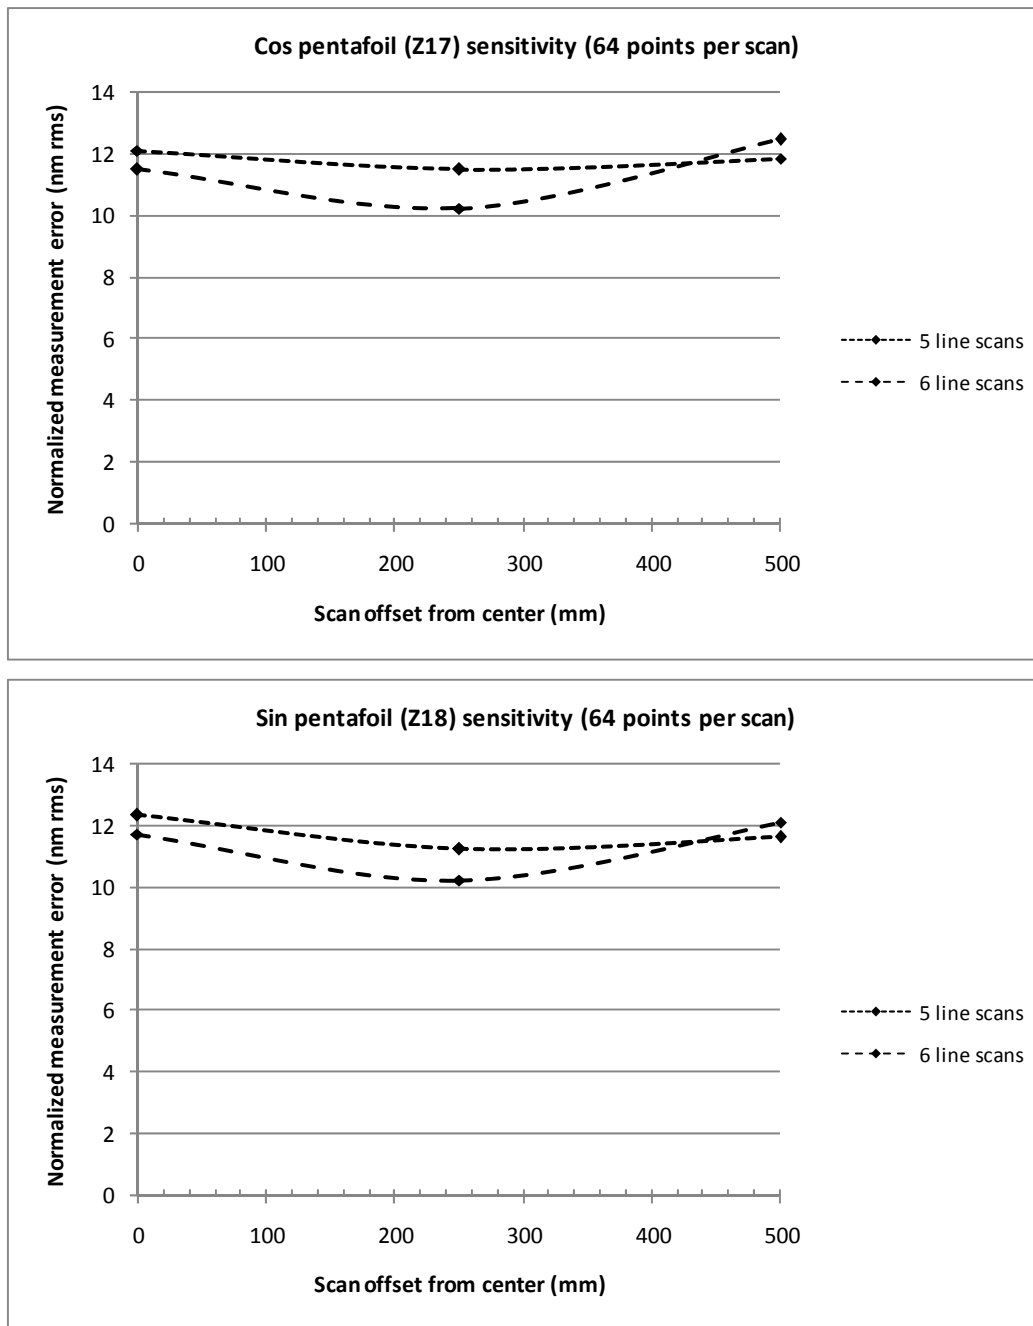 Cos pentafoil (Z17) sensitivity (64 points per scan)
Normalized measurement error (nm rms)
14
12
10
8
6
4
2
0
0 100 200 300 400 500
Scan offset from center (mm)
5 line scans
6 line scans
Sin pentafoil (Z18) sensitivity (64 points per scan)
Normalized measurement error (nm rms)
14
12
10
8
6
4
2
0
0 100 200 300 400 500
Scan offset from center (mm)
5 line scans
6 line scans